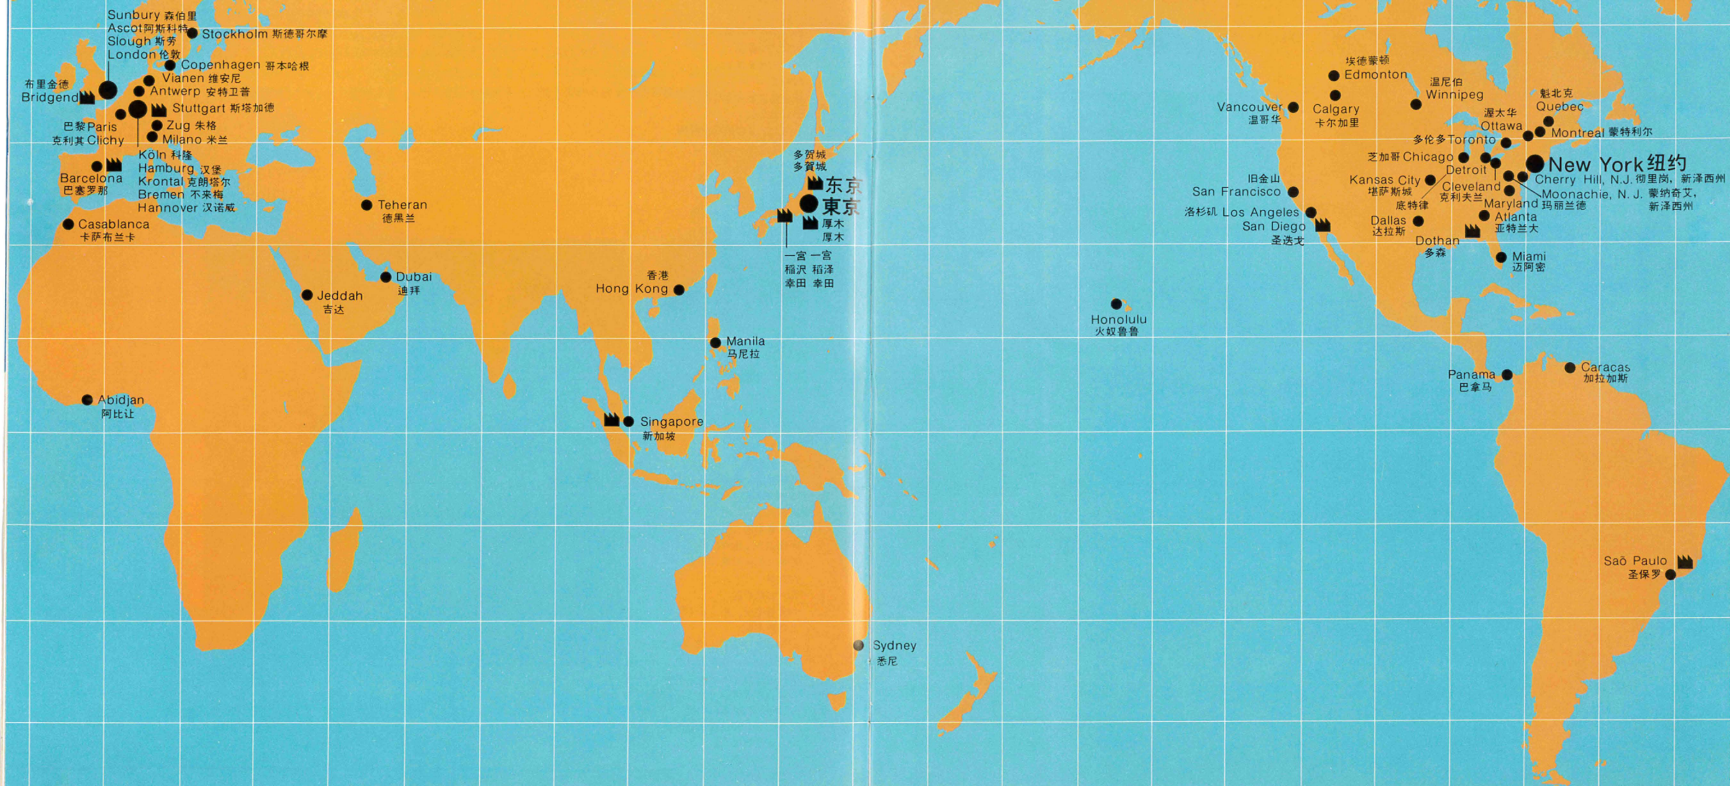 Sunbury 森伯里
Ascot 阿斯科特
Slough 斯劳
London 伦敦
Stockholm 斯德哥尔摩
Copenhagen 哥本哈根
布里金德
Bridgend
Vianen 维安尼
Antwerp 安特卫普
Stuttgart 斯塔加德
巴黎 Paris
克利其 Clichy
Zug 朱格
Milano 米兰
Köln 科隆
Hamburg 汉堡
Krontal 克朗塔尔
Bremen 不来梅
Hannover 汉诺威
Barcelona
巴塞罗那
Casablanca
卡萨布兰卡
Teheran
德黑兰
Dubai
迪拜
Jeddah
吉达
Abidjan
阿比让
香港
Hong Kong
Manila
马尼拉
Singapore
新加坡
多贺城
多賀城
东京
東京
厚木
厚木
一宮 一宫
稲沢 稻泽
幸田 幸田
Sydney
悉尼
Honolulu
火奴鲁鲁
Vancouver
温哥华
埃德蒙顿
Edmonton
Calgary
卡尔加里
温尼伯
Winnipeg
魁北克
Quebec
渥太华
Ottawa
Montreal 蒙特利尔
多伦多 Toronto
芝加哥 Chicago
Detroit
底特律
New York 纽约
Kansas City
堪萨斯城
Cleveland
克利夫兰
Cherry Hill, N.J. 彻里岗，新泽西州
Moonachie, N. J. 蒙纳奇艾，
新泽西州
Maryland
玛丽兰德
旧金山
San Francisco
洛杉矶 Los Angeles
San Diego
圣迭戈
Dallas
达拉斯
Atlanta
亚特兰大
Dothan
多森
Miami
迈阿密
Panama
巴拿马
Caracas
加拉加斯
Saõ Paulo
圣保罗